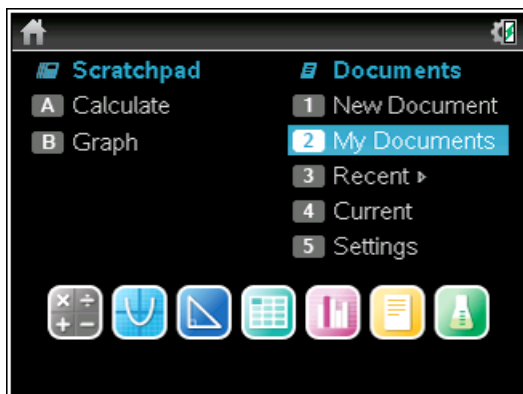 Scratchpad
A Calculate
B Graph
Documents
1 New Document
2 My Documents
3 Recent ▹
4 Current
5 Settings